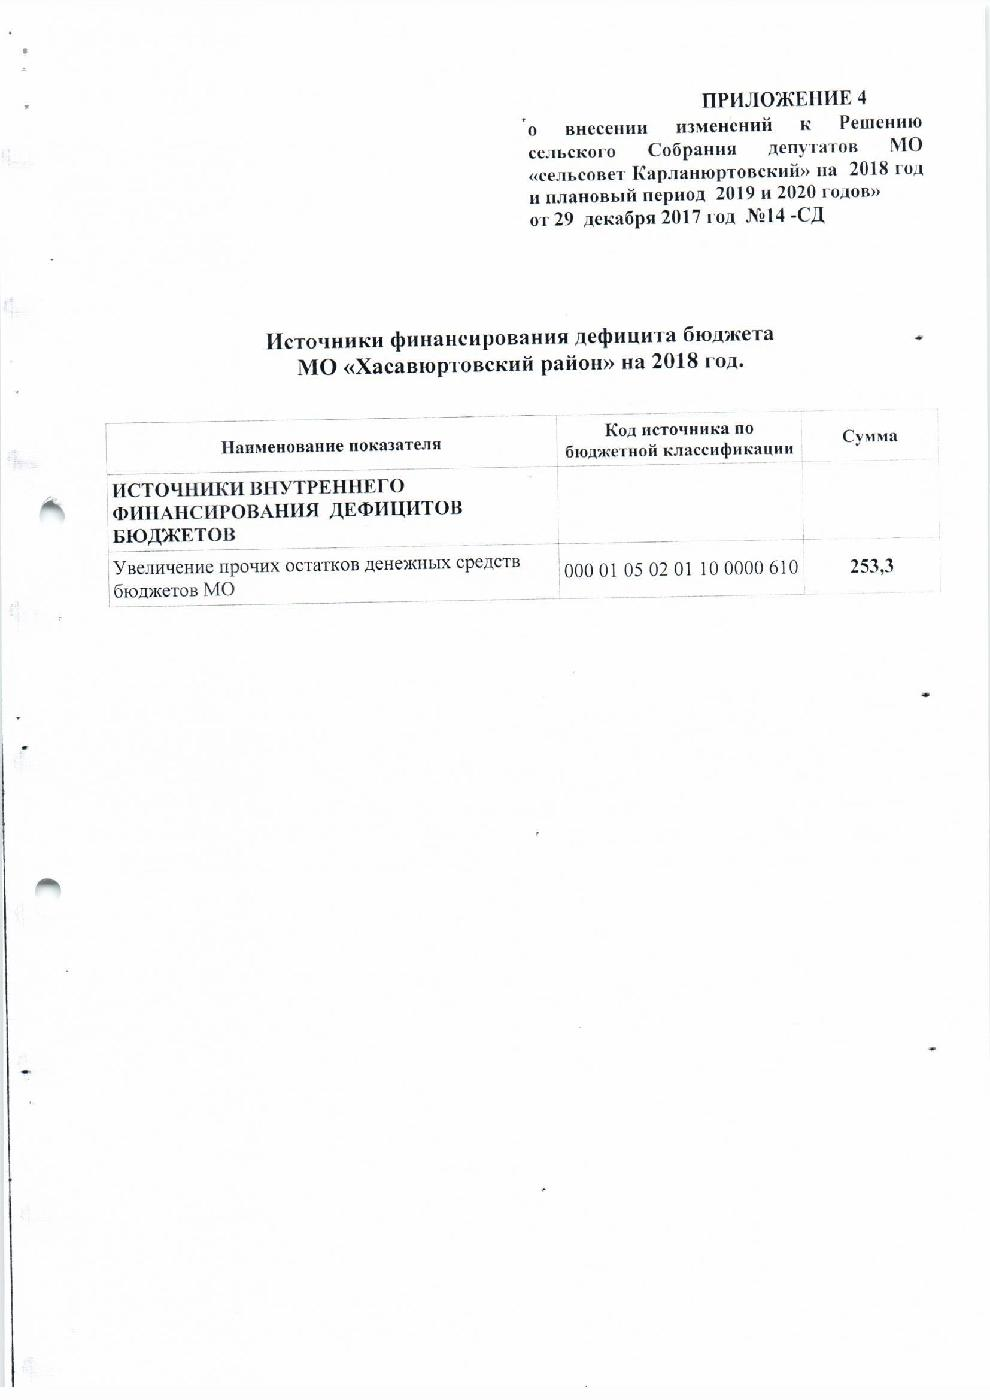 ПРИЛОЖЕНИЕ 4
о внесении изменений к Решению
сельского Собрания депутатов МО
«сельсовет Карланюртовский» на 2018 год
и плановый период 2019 и 2020 годов»
от 29 декабря 2017 год №14 -СД
Источники финансирования дефицита бюджета
МО «Хасавюртовский район» на 2018 год.
Наименование показателя
Код источника по
бюджетной классификации
Сумма
ИСТОЧНИКИ ВНУТРЕННЕГО
ФИНАНСИРОВАНИЯ ДЕФИЦИТОВ
БЮДЖЕТОВ
Увеличение прочих остатков денежных средств
бюджетов МО
000 01 05 02 01 10 0000 610
253,3